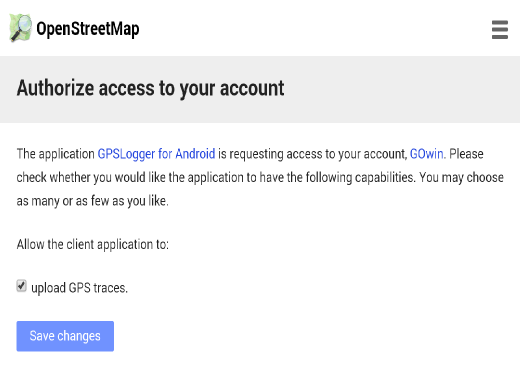 OpenStreetMap
Authorize access to your account
The application GPSLogger for Android is requesting access to your account, GOwin. Please
check whether you would like the application to have the following capabilities. You may choose
as many or as few as you like.
Allow the client application to:
upload GPS traces.
Save changes